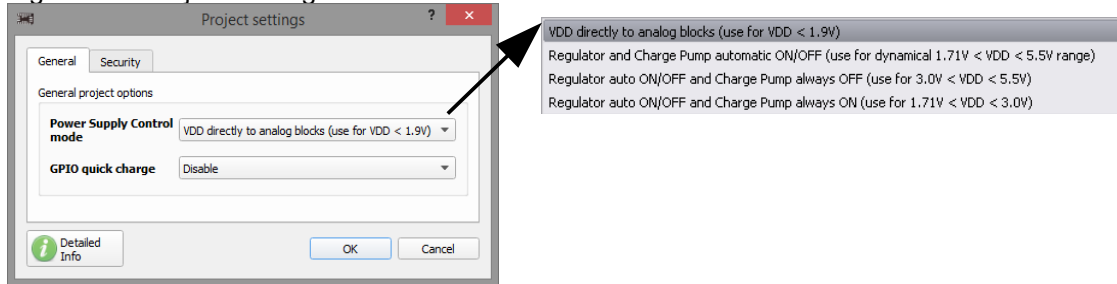 Project settings
?
×
General
Security
General project options
Power Supply Control
mode
VDD directly to analog blocks (use for VDD < 1.9V)
GPIO quick charge
Disable
i
Detailed
Info
OK
Cancel
VDD directly to analog blocks (use for VDD < 1.9V)
Regulator and Charge Pump automatic ON/OFF (use for dynamical 1.71V < VDD < 5.5V range)
Regulator auto ON/OFF and Charge Pump always OFF (use for 3.0V < VDD < 5.5V)
Regulator auto ON/OFF and Charge Pump always ON (use for 1.71V < VDD < 3.0V)